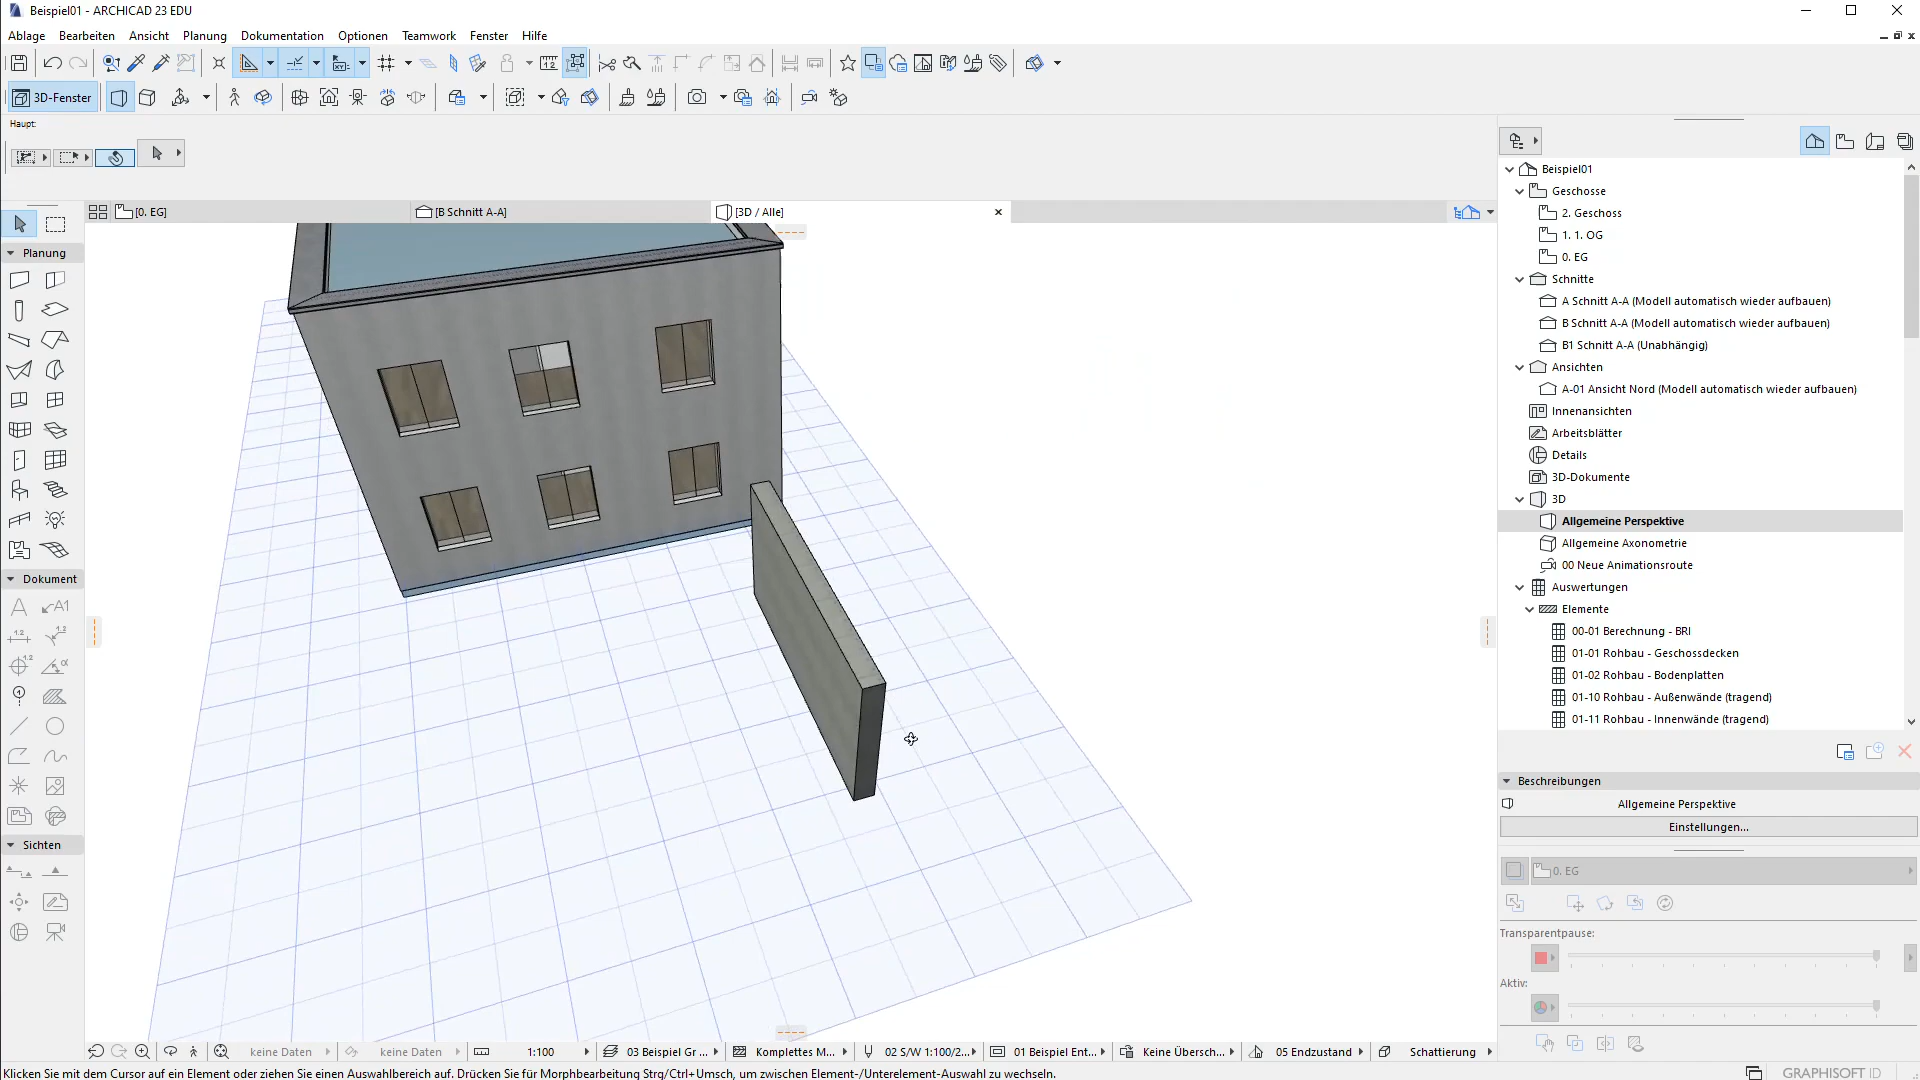 Beispiel01 - ARCHICAD 23 EDU
Ablage Bearbeiten Ansicht Planung Optionen Dokumentation Teamwork Fenster Hilfe
3D-Fenster
Haupt:
[0. EG]
[B Schnitt A-A]
[3D / Alle]
Planung
Dokument
Sichten
Beispiel01
Geschosse
2. Geschoss
1. 1. OG
0. EG
Schnitte
A Schnitt A-A (Modell automatisch wieder aufbauen)
B Schnitt A-A (Modell automatisch wieder aufbauen)
B1 Schnitt A-A (Unabhängig)
Ansichten
A-01 Ansicht Nord (Modell automatisch wieder aufbauen)
Innenansichten
Arbeitsblätter
Details
3D-Dokumente
3D
Allgemeine Perspektive
Allgemeine Axonometrie
00 Neue Animationsroute
Auswertungen
Elemente
00-01 Berechnung - BRI
01-01 Rohbau - Geschossdecken
01-02 Rohbau - Bodenplatten
01-10 Rohbau - Außenwände (tragend)
01-11 Rohbau - Innenwände (tragend)
Beschreibungen
Allgemeine Perspektive
Einstellungen...
0. EG
Transparentpause:
Aktiv:
keine Daten
keine Daten
1:100
03 Beispiel Gr ...
Komplettes M...
02 S/W 1:100/2...
01 Beispiel Ent...
Keine Übersch...
05 Endzustand
Schattierung
Klicken Sie mit dem Cursor auf ein Element oder ziehen Sie einen Auswahlbereich auf. Drücken Sie für Morphbearbeitung Strg/Ctrl+Umsch, um zwischen Element-/Unterelement-Auswahl zu wechseln.
GRAPHISOFT ID